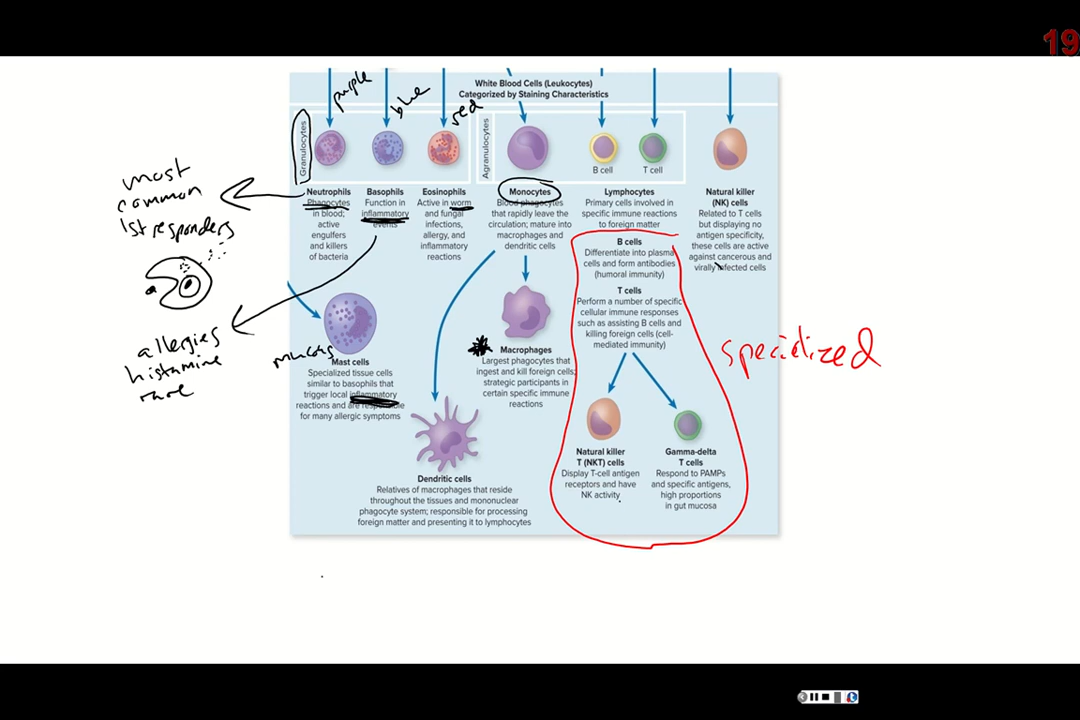 19
White Blood Cells (Leukocytes)
Categorized by Staining Characteristics
purple
blue
red
Granulocytes
Agranulocytes
B cell
T cell
most
common
1st responders
Neutrophils
Phagocytes
in blood;
active
engulfers
and killers
of bacteria
Basophils
Function in
inflammatory
events
Eosinophils
Active in worm
and fungal
infections,
allergy, and
inflammatory
reactions
Monocytes
Blood phagocytes
that rapidly leave the
circulation; mature into
macrophages and
dendritic cells
Lymphocytes
Primary cells involved in
specific immune reactions
to foreign matter
B cells
Differentiate into plasma
cells and form antibodies
(humoral immunity)
T cells
Perform a number of specific
cellular immune responses
such as assisting B cells and
killing foreign cells (cell-
mediated immunity)
Natural killer
(NK) cells
Related to T cells
but displaying no
antigen specificity,
these cells are active
against cancerous and
virally infected cells
allergies
histamine
rare
mucus
Mast cells
Specialized tissue cells
similar to basophils that
trigger local inflammatory
reactions and are responsible
for many allergic symptoms
Macrophages
Largest phagocytes that
ingest and kill foreign cells;
strategic participants in
certain specific immune
reactions
specialized
Dendritic cells
Relatives of macrophages that reside
throughout the tissues and mononuclear
phagocyte system; responsible for processing
foreign matter and presenting it to lymphocytes
Natural killer
T (NKT) cells
Display T-cell antigen
receptors and have
NK activity
Gamma-delta
T cells
Respond to PAMPs
and specific antigens,
high proportions
in gut mucosa